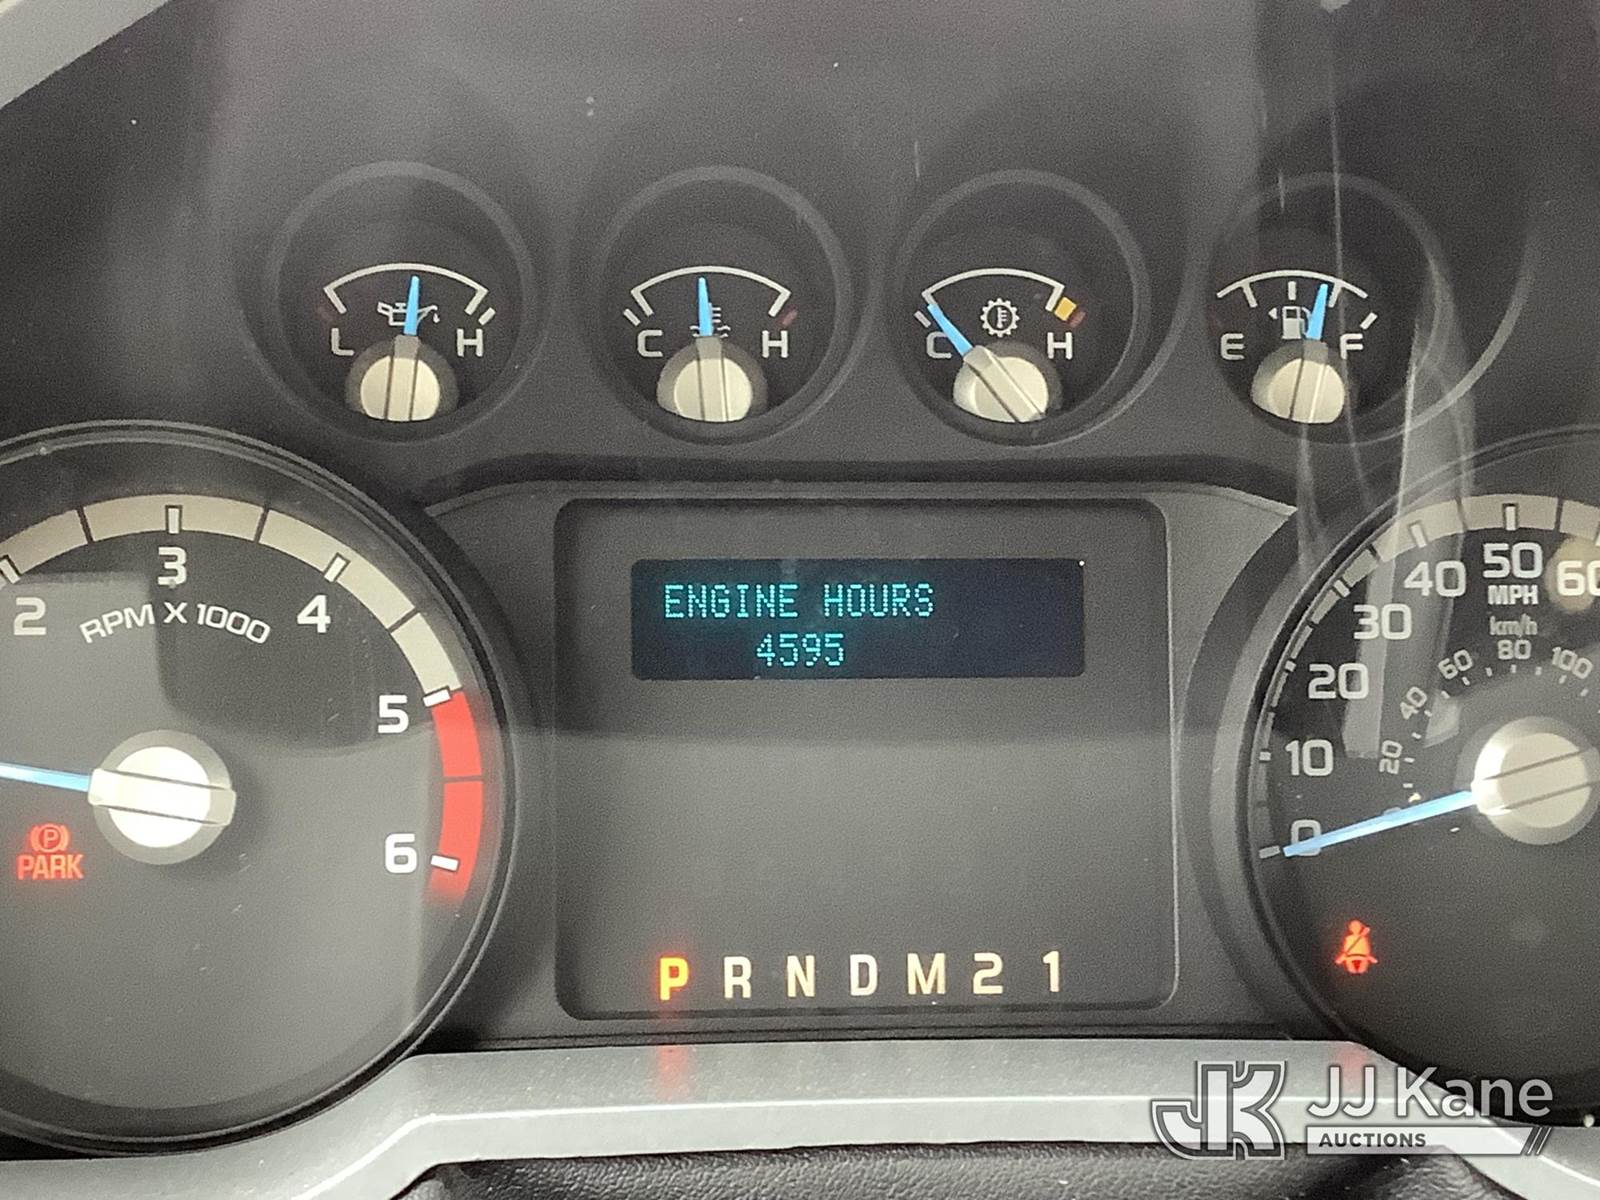 L H
C H
C H
E F
2 3 4 5 6
RPM X 1000
PARK
P
ENGINE HOURS
4595
0 10 20 30 40 50 60
MPH
km/h
20 40 60 80 100
P R N D M 2 1
JJ Kane
AUCTIONS
JK